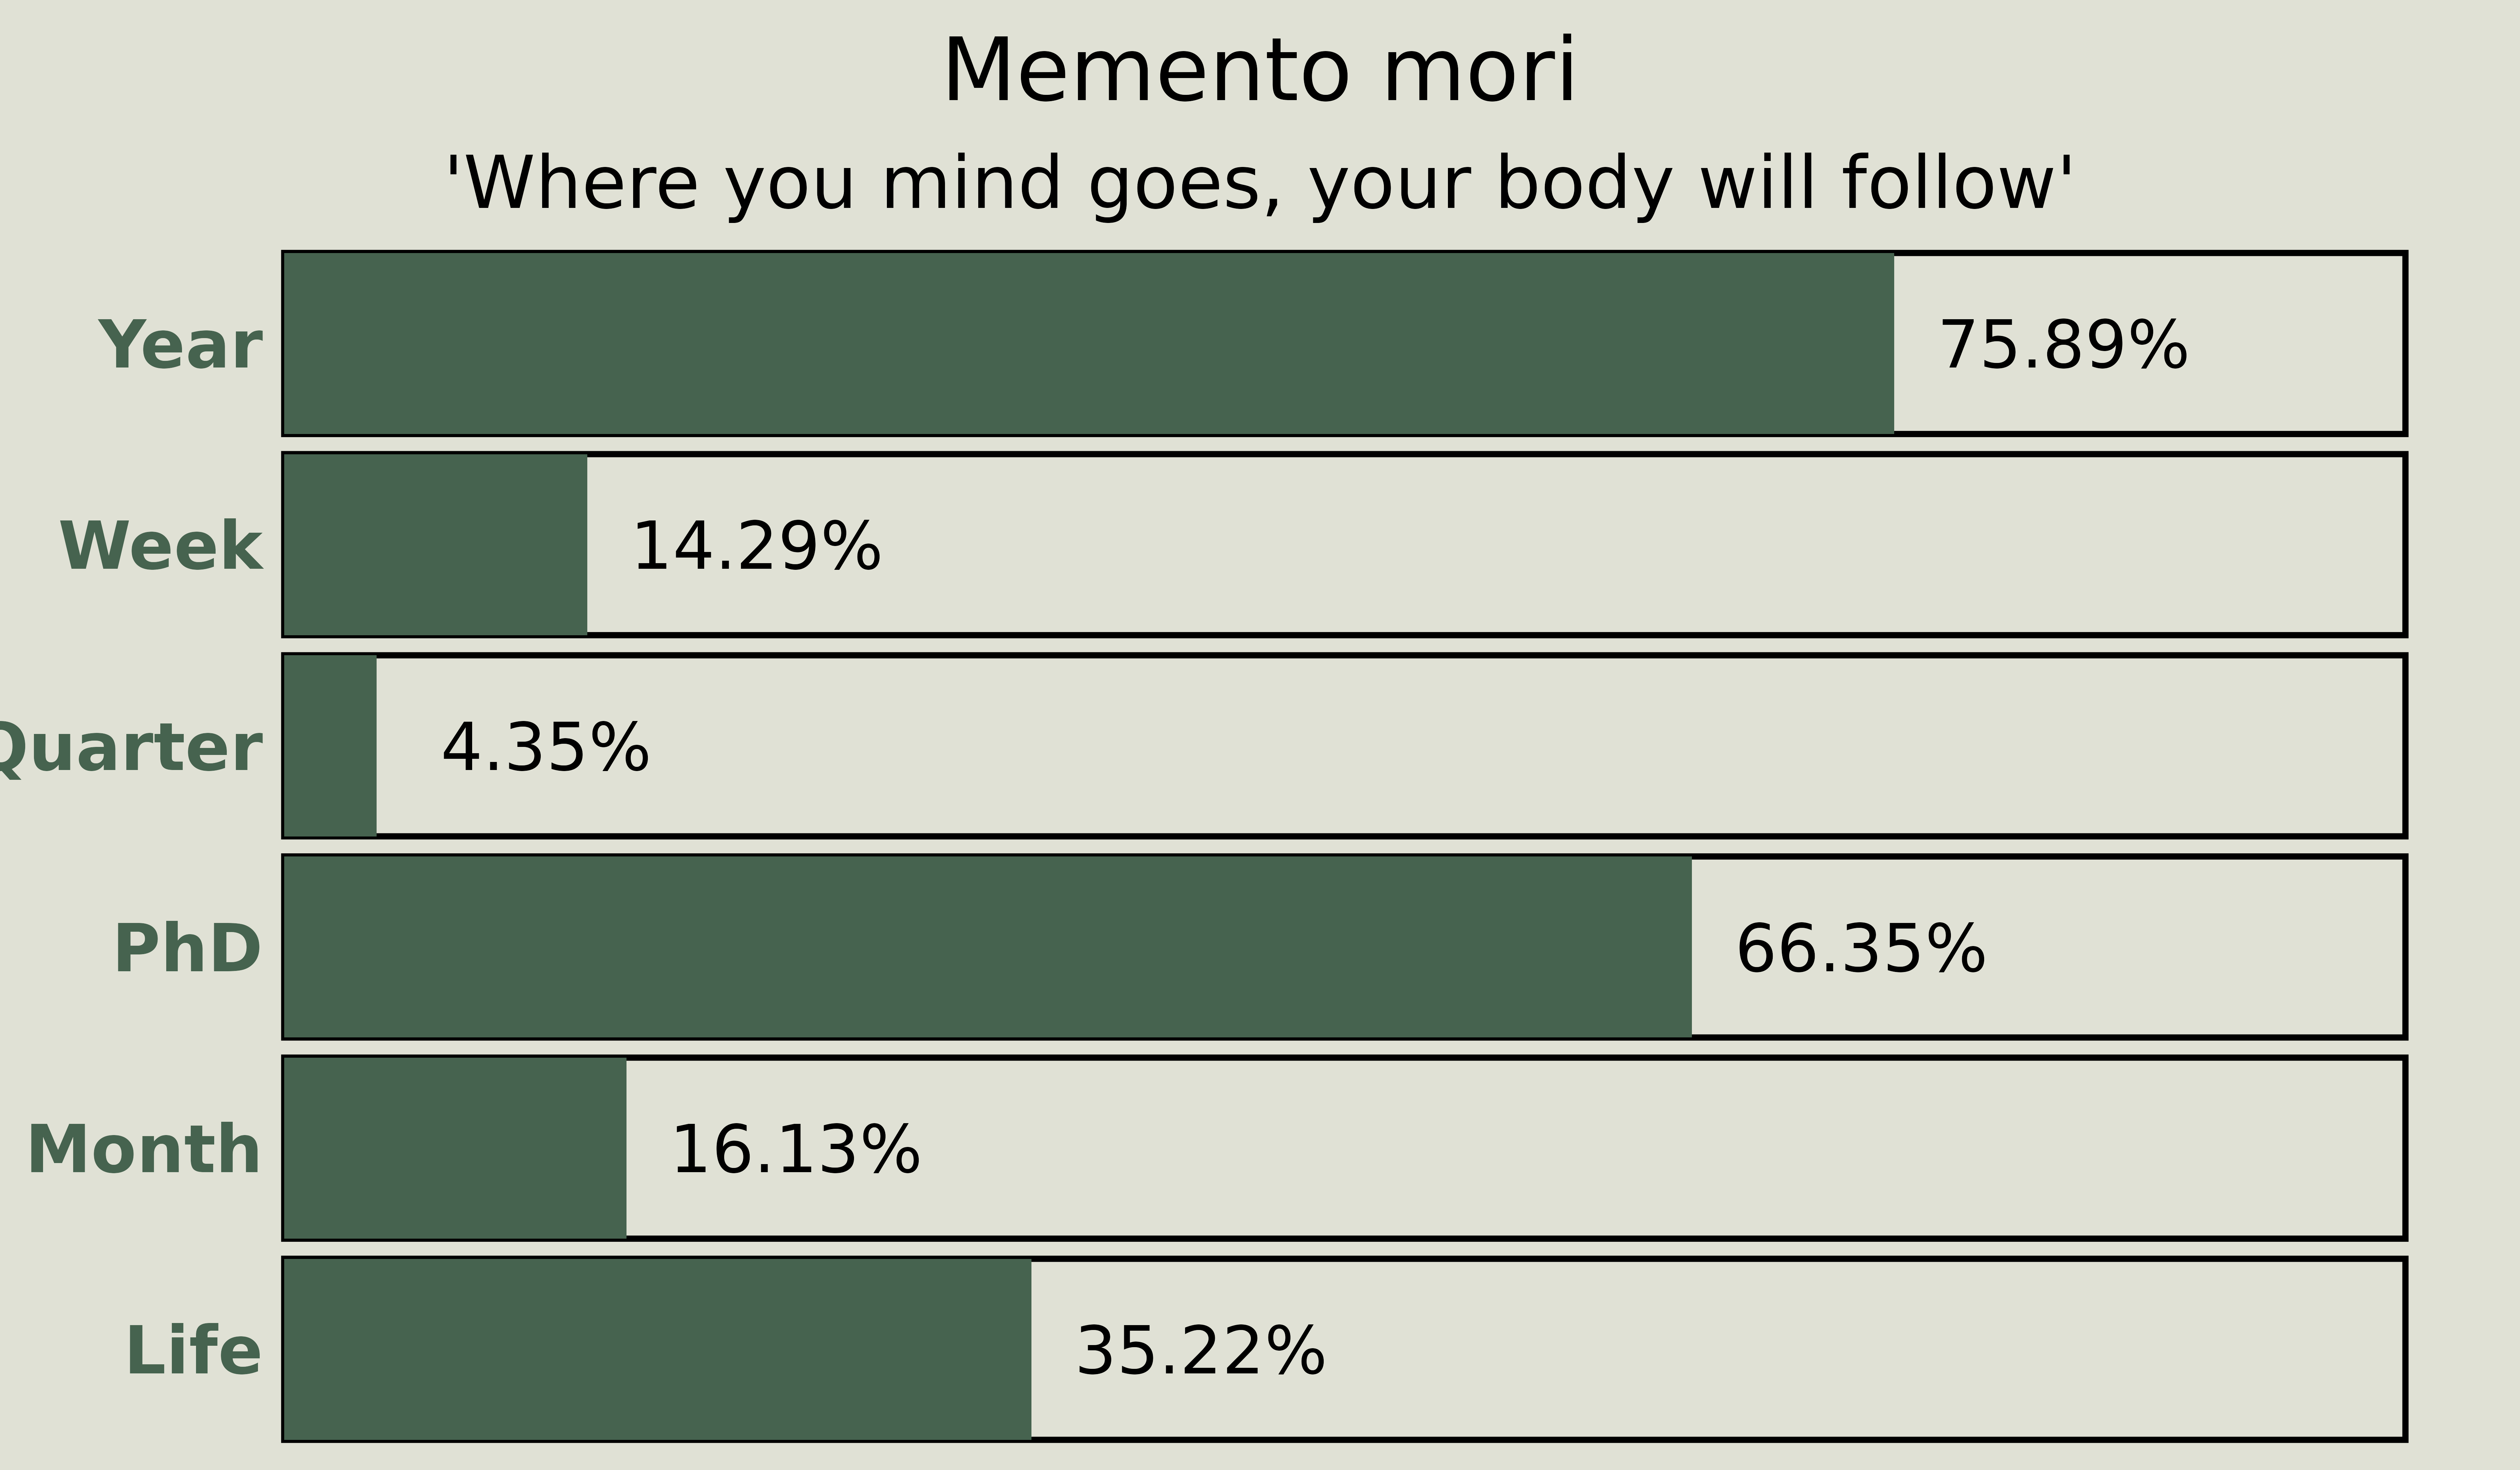 Memento mori
'Where you mind goes, your body will follow'
Year 75.89%
Week 14.29%
Quarter 4.35%
PhD 66.35%
Month 16.13%
Life 35.22%